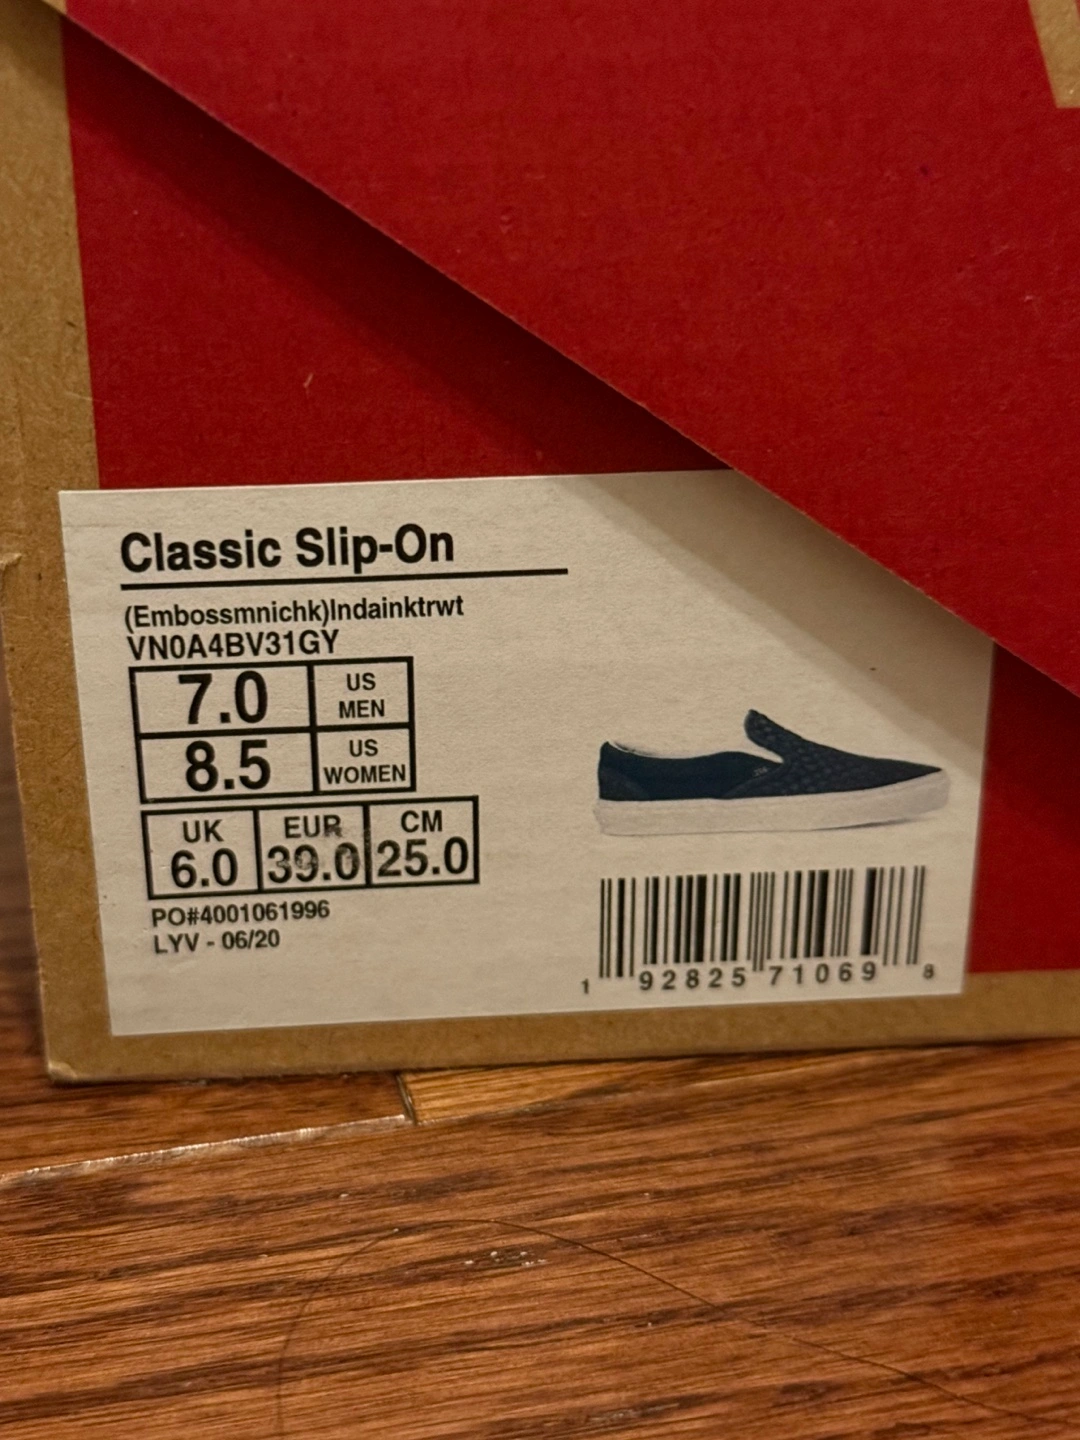 Classic Slip-On
(Embossmnichk)Indainktrwt
VN0A4BV31GY
7.0 US MEN
8.5 US WOMEN
UK EUR CM
6.0 39.0 25.0
PO#4001061996
LYV - 06/20
1 92825 71069 8